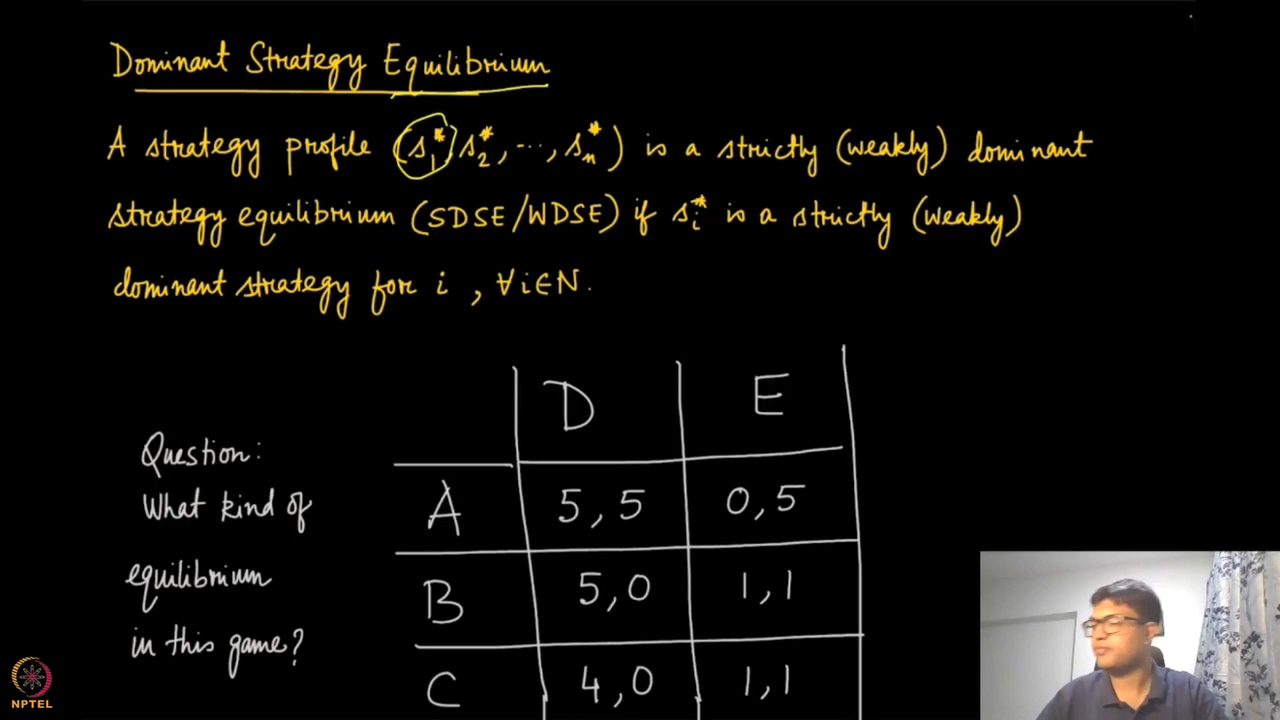 Dominant Strategy Equilibrium
A strategy profile (s₁*, s₂*, ..., sₙ*) is a strictly (weakly) dominant
strategy equilibrium (SDSE/WDSE) if sᵢ* is a strictly (weakly)
dominant strategy for i, ∀i∈N.
D E
Question:
A 5,5 0,5
What kind of
equilibrium
B 5,0 1,1
in this game?
C 4,0 1,1
NPTEL